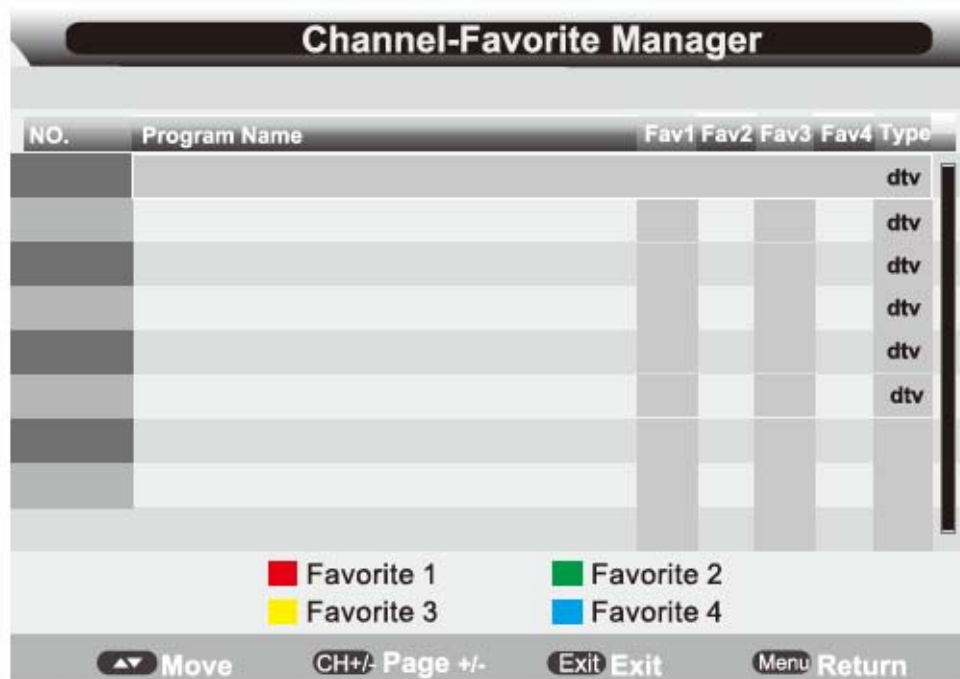 Channel-Favorite Manager
NO. Program Name Fav1 Fav2 Fav3 Fav4 Type
dtv
dtv
dtv
dtv
dtv
dtv
Favorite 1 Favorite 2
Favorite 3 Favorite 4
Move CH+/- Page +/- Exit Exit Menu Return